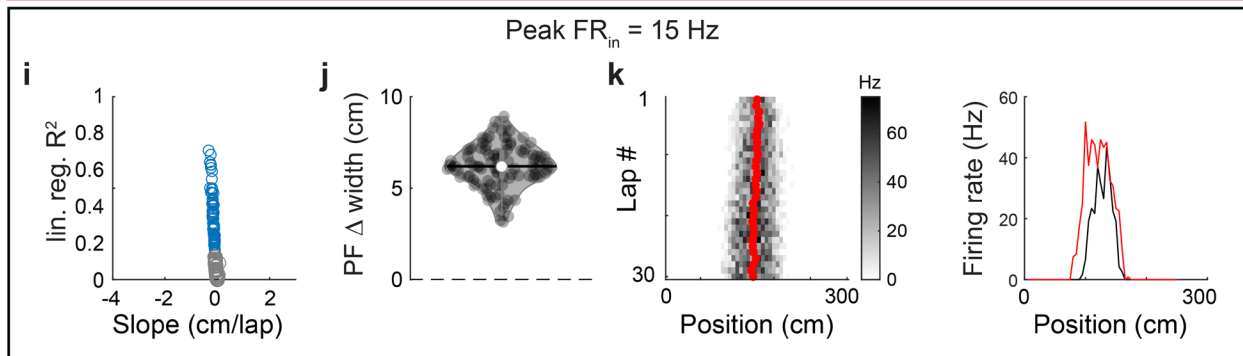 Peak FRin = 15 Hz
i
lin. reg. R2
1
0.8
0.6
0.4
0.2
0
-4
-2
0
2
Slope (cm/lap)
j
PF Δ width (cm)
10
5
0
k
Lap #
1
30
0
300
Position (cm)
Hz
60
40
20
0
Firing rate (Hz)
60
40
20
0
0
300
Position (cm)